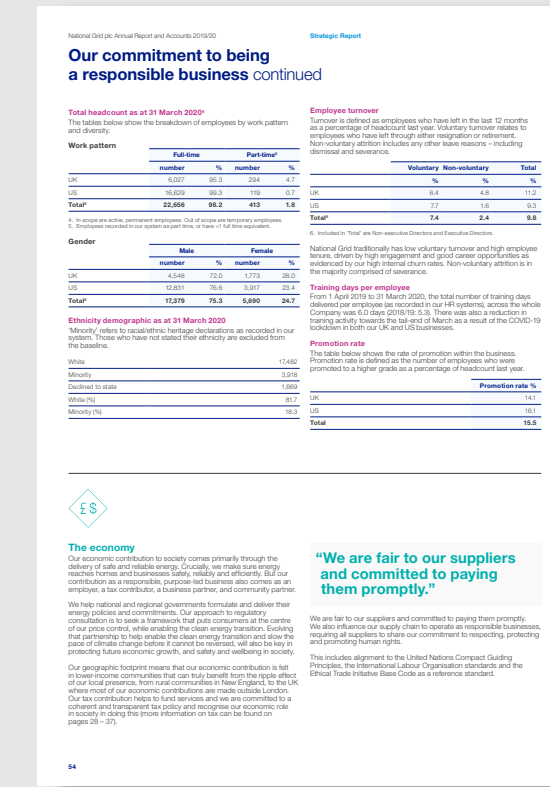 National Grid plc Annual Report and Accounts 2019/20
Strategic Report
Our commitment to being
a responsible business continued
Total headcount as at 31 March 2020⁴
The tables below show the breakdown of employees by work pattern
and diversity.
Work pattern
Full-time Part-time⁵
number % number %
UK 6,027 95.3 294 4.7
US 16,629 99.3 119 0.7
Total⁶ 22,656 98.2 413 1.8
4. In scope are active, permanent employees. Out of scope are temporary employees.
5. Employees recorded in our system as part time, or have <1 full time equivalent.
Gender
Male Female
number % number %
UK 4,548 72.0 1,773 28.0
US 12,831 76.6 3,917 23.4
Total⁶ 17,379 75.3 5,690 24.7
Ethnicity demographic as at 31 March 2020
‘Minority’ refers to racial/ethnic heritage declarations as recorded in our
system. Those who have not stated their ethnicity are excluded from
the baseline.
White 17,482
Minority 3,918
Declined to state 1,669
White (%) 81.7
Minority (%) 18.3
Employee turnover
Turnover is defined as employees who have left in the last 12 months
as a percentage of headcount last year. Voluntary turnover relates to
employees who have left through either resignation or retirement.
Non-voluntary attrition includes any other leave reasons – including
dismissal and severance.
Voluntary Non-voluntary Total
% % %
UK 6.4 4.8 11.2
US 7.7 1.6 9.3
Total⁶ 7.4 2.4 9.8
6. Included in ‘Total’ are Non-executive Directors and Executive Directors.
National Grid traditionally has low voluntary turnover and high employee
tenure, driven by high engagement and good career opportunities as
evidenced by our high internal churn rates. Non-voluntary attrition is in
the majority comprised of severance.
Training days per employee
From 1 April 2019 to 31 March 2020, the total number of training days
delivered per employee (as recorded in our HR systems), across the whole
Company was 6.0 days (2018/19: 5.3). There was also a reduction in
training activity towards the tail-end of March as a result of the COVID-19
lockdown in both our UK and US businesses.
Promotion rate
The table below shows the rate of promotion within the business.
Promotion rate is defined as the number of employees who were
promoted to a higher grade as a percentage of headcount last year.
Promotion rate %
UK 14.1
US 16.1
Total 15.5
£$
The economy
Our economic contribution to society comes primarily through the
delivery of safe and reliable energy. Crucially, we make sure energy
reaches homes and businesses safely, reliably and efficiently. But our
contribution as a responsible, purpose-led business also comes as an
employer, a tax contributor, a business partner, and community partner.
We help national and regional governments formulate and deliver their
energy policies and commitments. Our approach to regulatory
consultation is to seek a framework that puts consumers at the centre
of our price control, while enabling the clean energy transition. Evolving
that partnership to help enable the clean energy transition and slow the
pace of climate change before it cannot be reversed, will also be key in
protecting future economic growth, and safety and wellbeing in society.
Our geographic footprint means that our economic contribution is felt
in lower-income communities that can truly benefit from the ripple effect
of our local presence, from rural communities in New England, to the UK
where most of our economic contributions are made outside London.
Our tax contribution helps to fund services and we are committed to a
coherent and transparent tax policy and recognise our economic role
in society in doing this (more information on tax can be found on
pages 28 – 37).
“We are fair to our suppliers
and committed to paying
them promptly.”
We are fair to our suppliers and committed to paying them promptly.
We also influence our supply chain to operate as responsible businesses,
requiring all suppliers to share our commitment to respecting, protecting
and promoting human rights.
This includes alignment to the United Nations Compact Guiding
Principles, the International Labour Organisation standards and the
Ethical Trade Initiative Base Code as a reference standard.
54